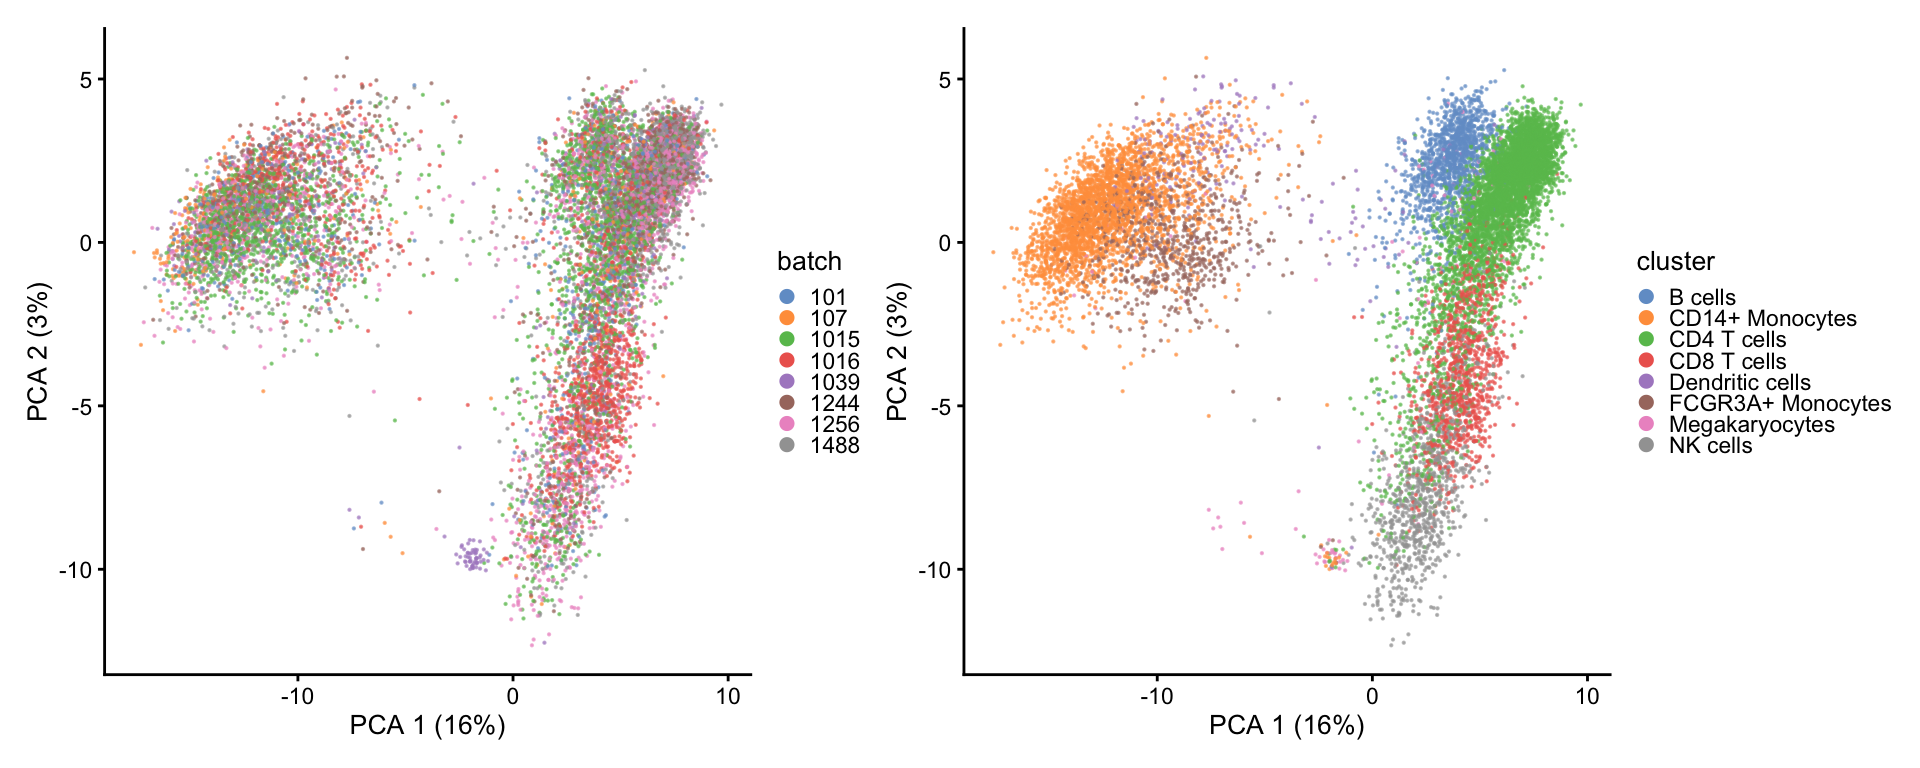 5
0
-5
-10
PCA 2 (3%)
-10
0
10
PCA 1 (16%)
batch
101
107
1015
1016
1039
1244
1256
1488
5
0
-5
-10
PCA 2 (3%)
-10
0
10
PCA 1 (16%)
cluster
B cells
CD14+ Monocytes
CD4 T cells
CD8 T cells
Dendritic cells
FCGR3A+ Monocytes
Megakaryocytes
NK cells